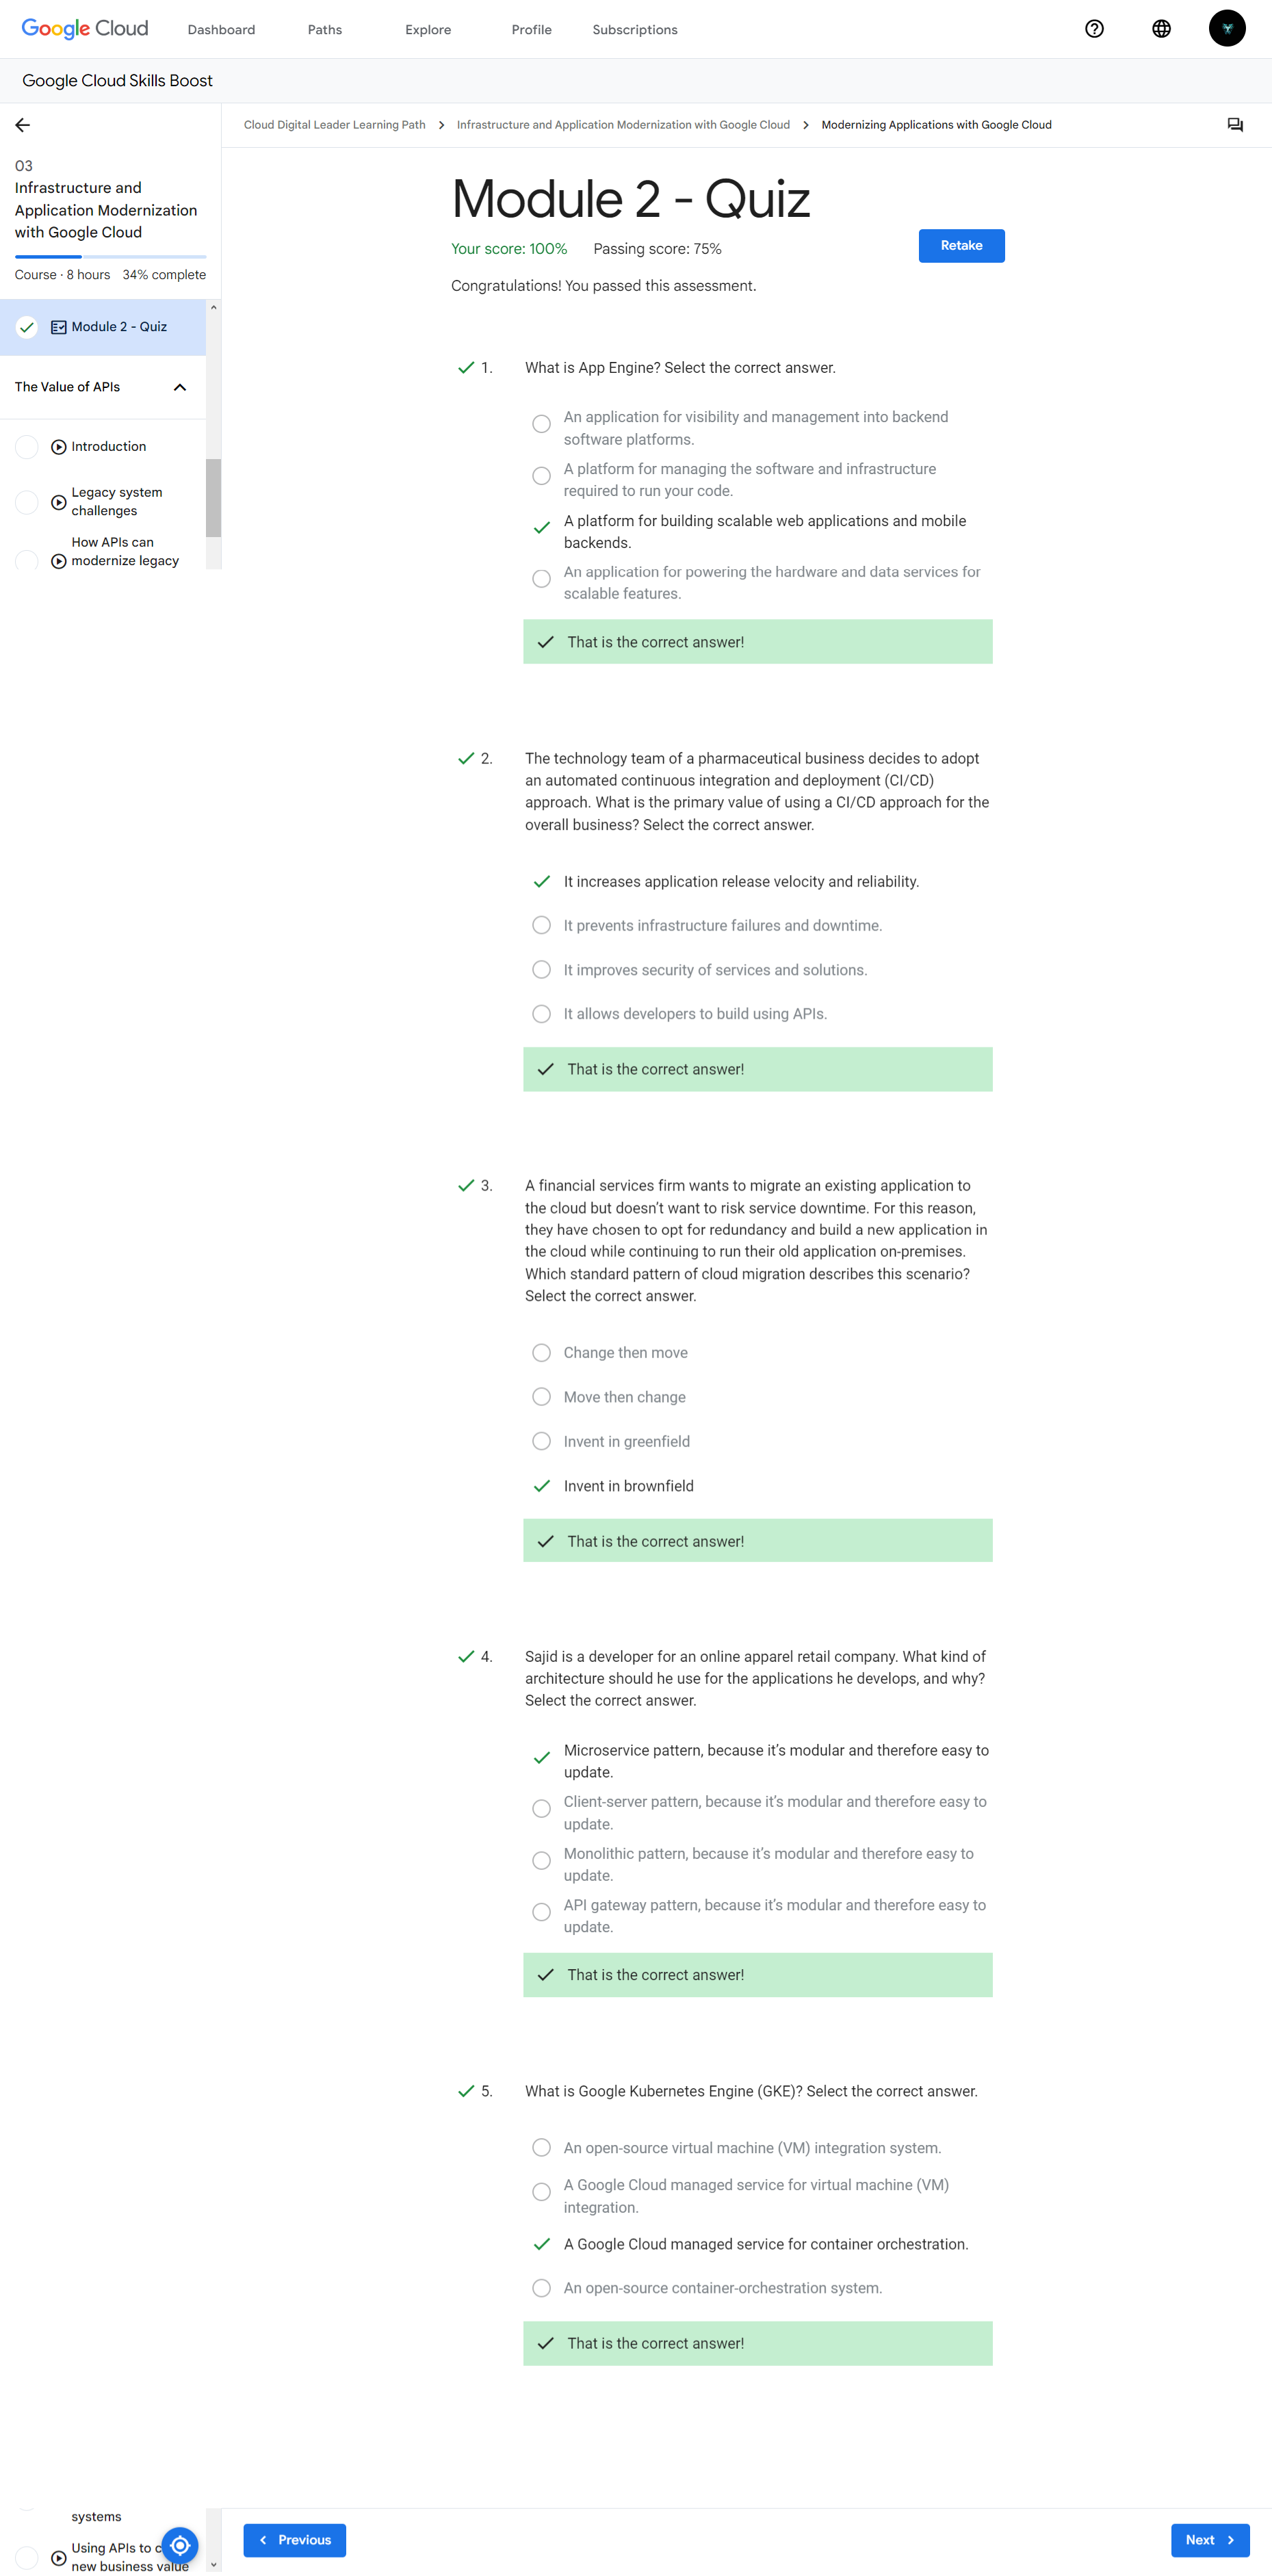 Google Cloud
Dashboard
Paths
Explore
Profile
Subscriptions
Google Cloud Skills Boost
Cloud Digital Leader Learning Path
Infrastructure and Application Modernization with Google Cloud
Modernizing Applications with Google Cloud
03
Infrastructure and
Application Modernization
with Google Cloud
Course · 8 hours
34% complete
Module 2 - Quiz
The Value of APIs
Introduction
Legacy system
challenges
How APIs can
modernize legacy
Module 2 - Quiz
Your score: 100%
Passing score: 75%
Retake
Congratulations! You passed this assessment.
1.
What is App Engine? Select the correct answer.
An application for visibility and management into backend
software platforms.
A platform for managing the software and infrastructure
required to run your code.
A platform for building scalable web applications and mobile
backends.
An application for powering the hardware and data services for
scalable features.
That is the correct answer!
2.
The technology team of a pharmaceutical business decides to adopt
an automated continuous integration and deployment (CI/CD)
approach. What is the primary value of using a CI/CD approach for the
overall business? Select the correct answer.
It increases application release velocity and reliability.
It prevents infrastructure failures and downtime.
It improves security of services and solutions.
It allows developers to build using APIs.
That is the correct answer!
3.
A financial services firm wants to migrate an existing application to
the cloud but doesn’t want to risk service downtime. For this reason,
they have chosen to opt for redundancy and build a new application in
the cloud while continuing to run their old application on-premises.
Which standard pattern of cloud migration describes this scenario?
Select the correct answer.
Change then move
Move then change
Invent in greenfield
Invent in brownfield
That is the correct answer!
4.
Sajid is a developer for an online apparel retail company. What kind of
architecture should he use for the applications he develops, and why?
Select the correct answer.
Microservice pattern, because it’s modular and therefore easy to
update.
Client-server pattern, because it’s modular and therefore easy to
update.
Monolithic pattern, because it’s modular and therefore easy to
update.
API gateway pattern, because it’s modular and therefore easy to
update.
That is the correct answer!
5.
What is Google Kubernetes Engine (GKE)? Select the correct answer.
An open-source virtual machine (VM) integration system.
A Google Cloud managed service for virtual machine (VM)
integration.
A Google Cloud managed service for container orchestration.
An open-source container-orchestration system.
That is the correct answer!
systems
Using APIs to c
new business value
Previous
Next